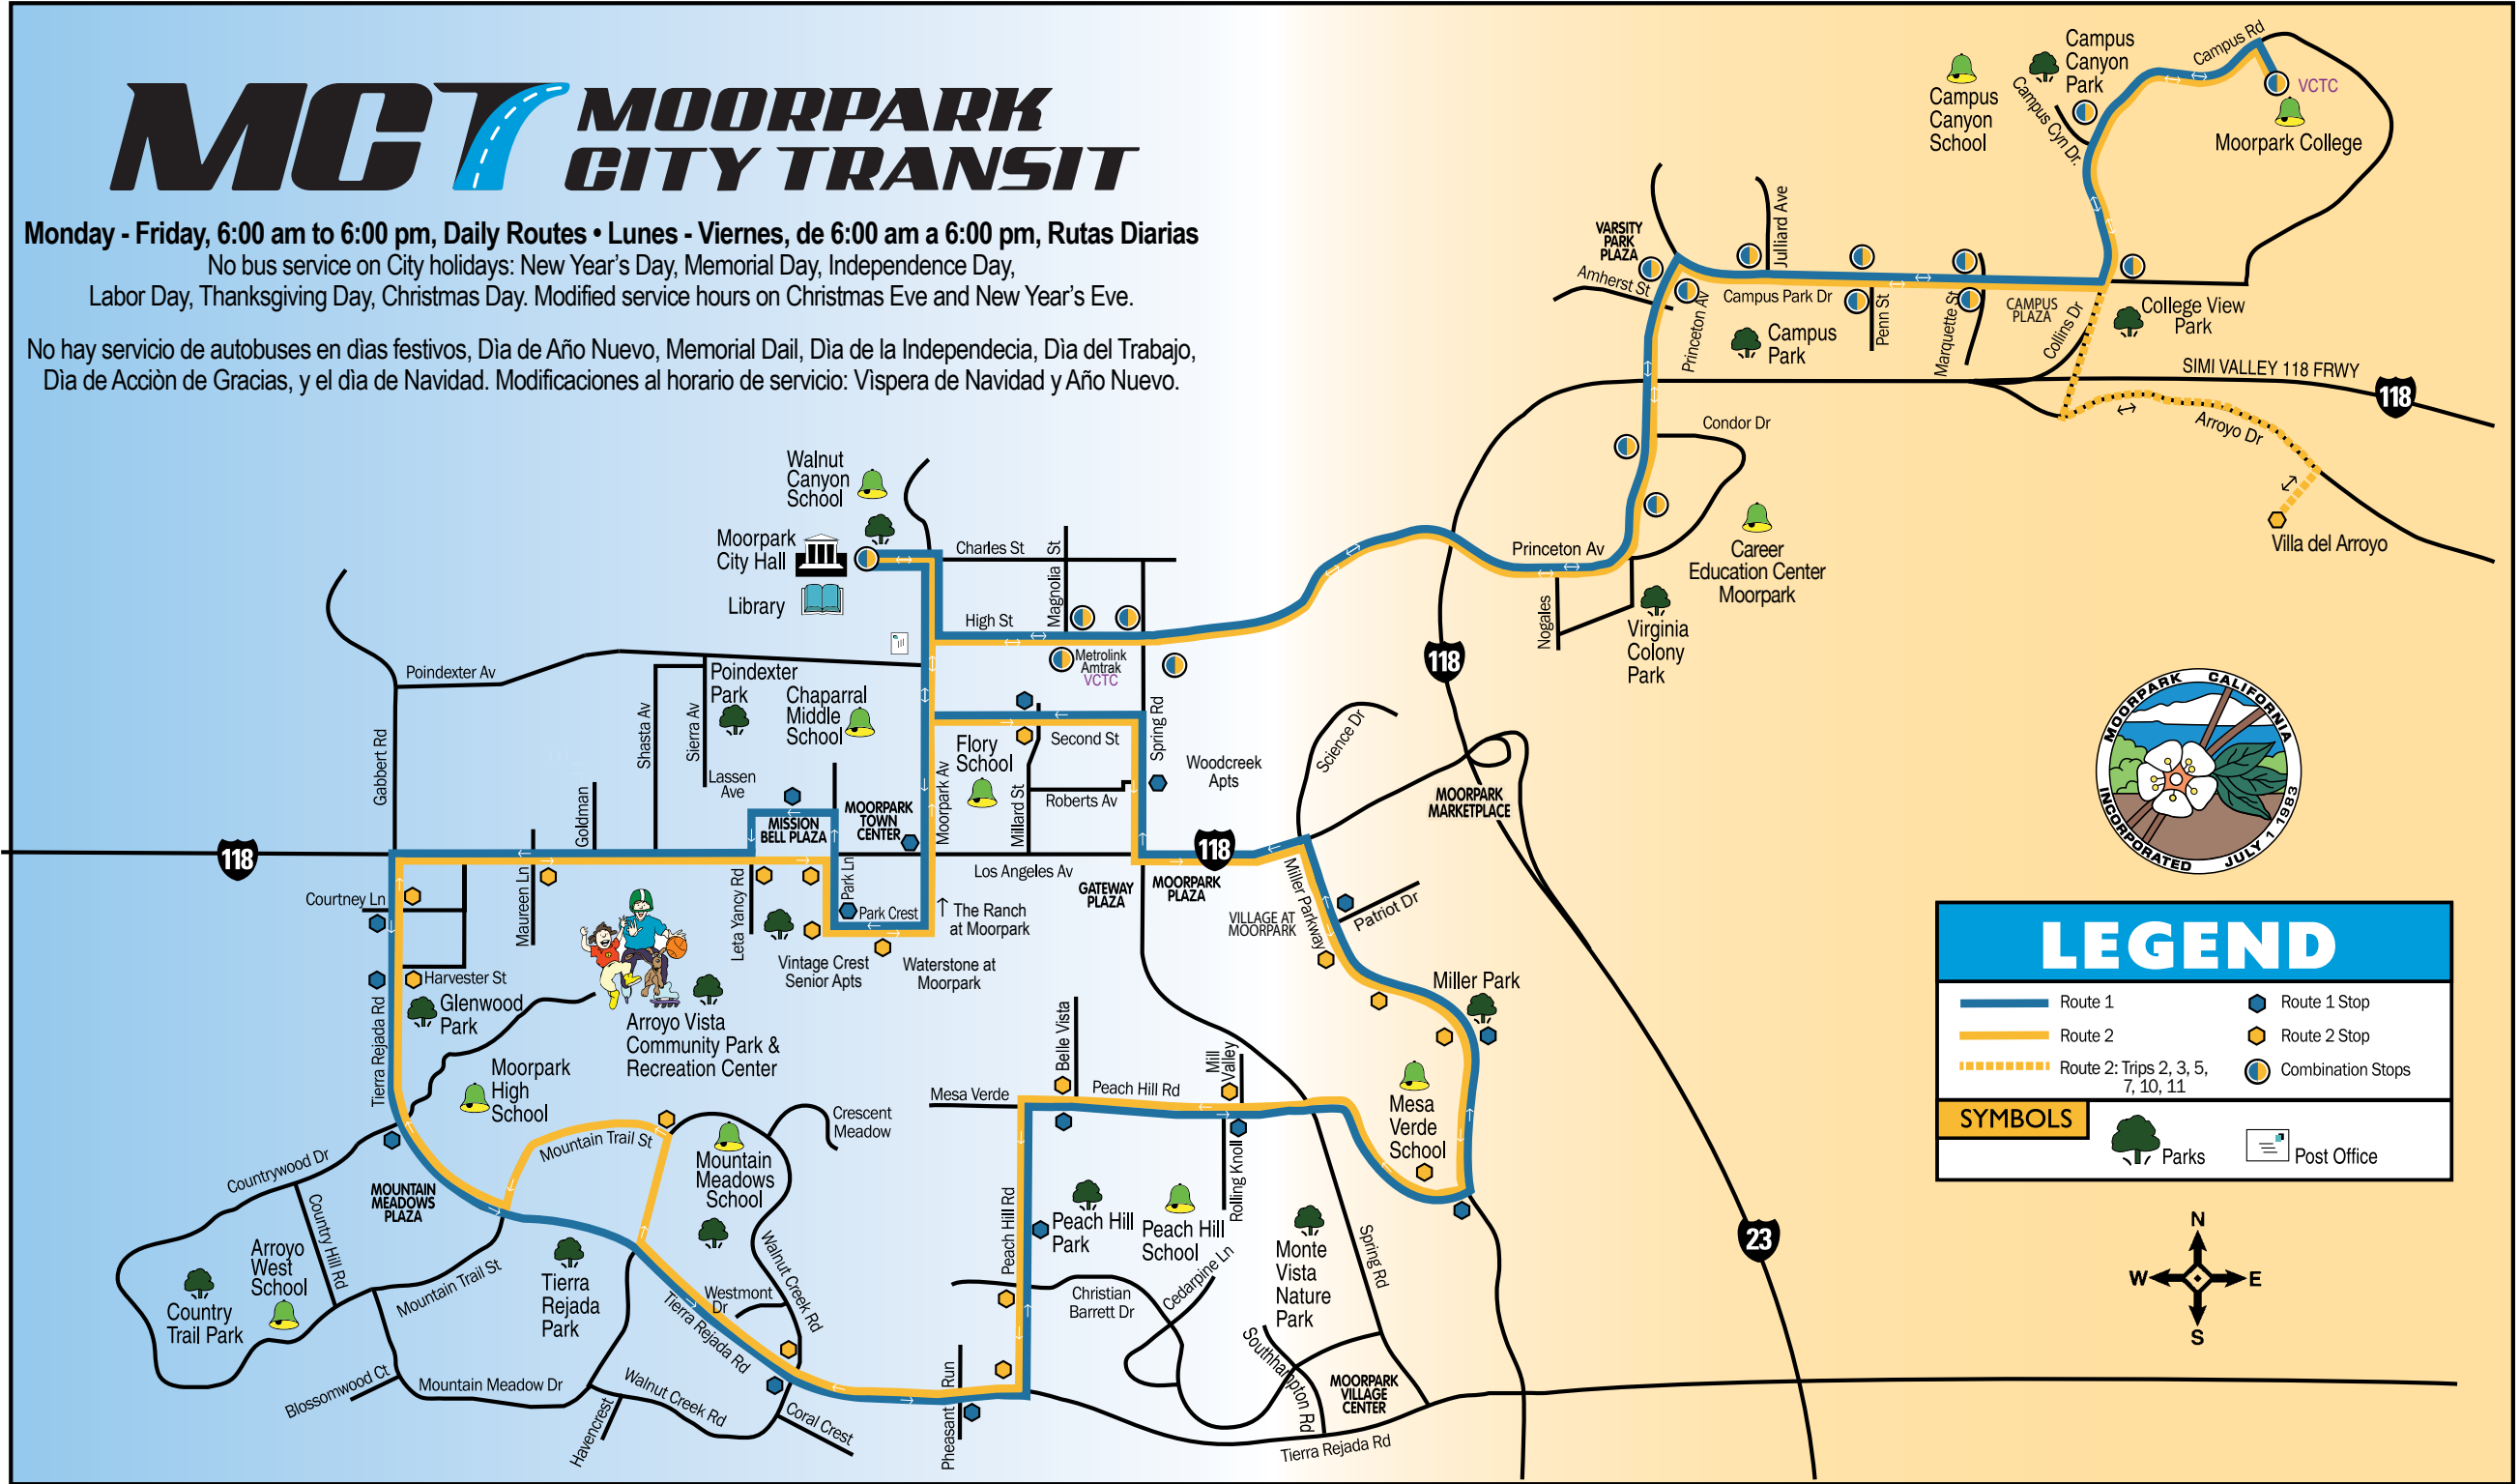 MCT MOORPARK
CITY TRANSIT
Monday - Friday, 6:00 am to 6:00 pm, Daily Routes • Lunes - Viernes, de 6:00 am a 6:00 pm, Rutas Diarias
No bus service on City holidays: New Year's Day, Memorial Day, Independence Day,
Labor Day, Thanksgiving Day, Christmas Day. Modified service hours on Christmas Eve and New Year's Eve.
No hay servicio de autobuses en dìas festivos, Dìa de Año Nuevo, Memorial Dail, Dìa de la Independecia, Dìa del Trabajo,
Dìa de Acciòn de Gracias, y el dìa de Navidad. Modificaciones al horario de servicio: Vìspera de Navidad y Año Nuevo.
Campus
Canyon
School
Campus
Canyon
Park
Campus Cyn Dr.
Campus Rd
VCTC
Moorpark College
VARSITY
PARK
PLAZA
Amherst St
Julliard Ave
Princeton Av
Campus Park Dr
Campus
Park
Penn St
Marquette St
CAMPUS
PLAZA
Collins Dr
College View
Park
SIMI VALLEY 118 FRWY
118
Arroyo Dr
Villa del Arroyo
Condor Dr
Career
Education Center
Moorpark
Princeton Av
Nogales
Virginia
Colony
Park
118
Walnut
Canyon
School
Moorpark
City Hall
Library
Charles St
Magnolia St
High St
Metrolink
Amtrak
VCTC
Poindexter Av
Gabbert Rd
Shasta Av
Sierra Av
Poindexter
Park
Chaparral
Middle
School
Lassen
Ave
Goldman
MISSION
BELL PLAZA
MOORPARK
TOWN
CENTER
Moorpark Av
Flory
School
Second St
Millard St
Roberts Av
Spring Rd
Woodcreek
Apts
Science Dr
MOORPARK
MARKETPLACE
118
118
Los Angeles Av
GATEWAY
PLAZA
MOORPARK
PLAZA
VILLAGE AT
MOORPARK
Miller Parkway
Patriot Dr
Miller Park
Courtney Ln
Maureen Ln
Leta Yancy Rd
Park Ln
Park Crest
The Ranch
at Moorpark
Vintage Crest
Senior Apts
Waterstone at
Moorpark
Harvester St
Glenwood
Park
Tierra Rejada Rd
Arroyo Vista
Community Park &
Recreation Center
Moorpark
High
School
Belle Vista
Mill
Valley
Mesa Verde
Peach Hill Rd
Mesa
Verde
School
Crescent
Meadow
Mountain Trail St
Mountain
Meadows
School
Countrywood Dr
MOUNTAIN
MEADOWS
PLAZA
Country Hill Rd
Arroyo
West
School
Country
Trail Park
Mountain Trail St
Tierra
Rejada
Park
Westmont
Dr
Walnut Creek Rd
Tierra Rejada Rd
Blossomwood Ct
Mountain Meadow Dr
Havencrest
Walnut Creek Rd
Coral Crest
Pheasant Run
Peach Hill Rd
Peach Hill
Park
Peach Hill
School
Rolling Knoll
Christian
Barrett Dr
Cedarpine Ln
Monte
Vista
Nature
Park
Spring Rd
Southhampton Rd
MOORPARK
VILLAGE
CENTER
Tierra Rejada Rd
23
MOORPARK CALIFORNIA
INCORPORATED JULY 1 1983
LEGEND
Route 1
Route 1 Stop
Route 2
Route 2 Stop
Route 2: Trips 2, 3, 5,
7, 10, 11
Combination Stops
SYMBOLS
Parks
Post Office
N
W
E
S